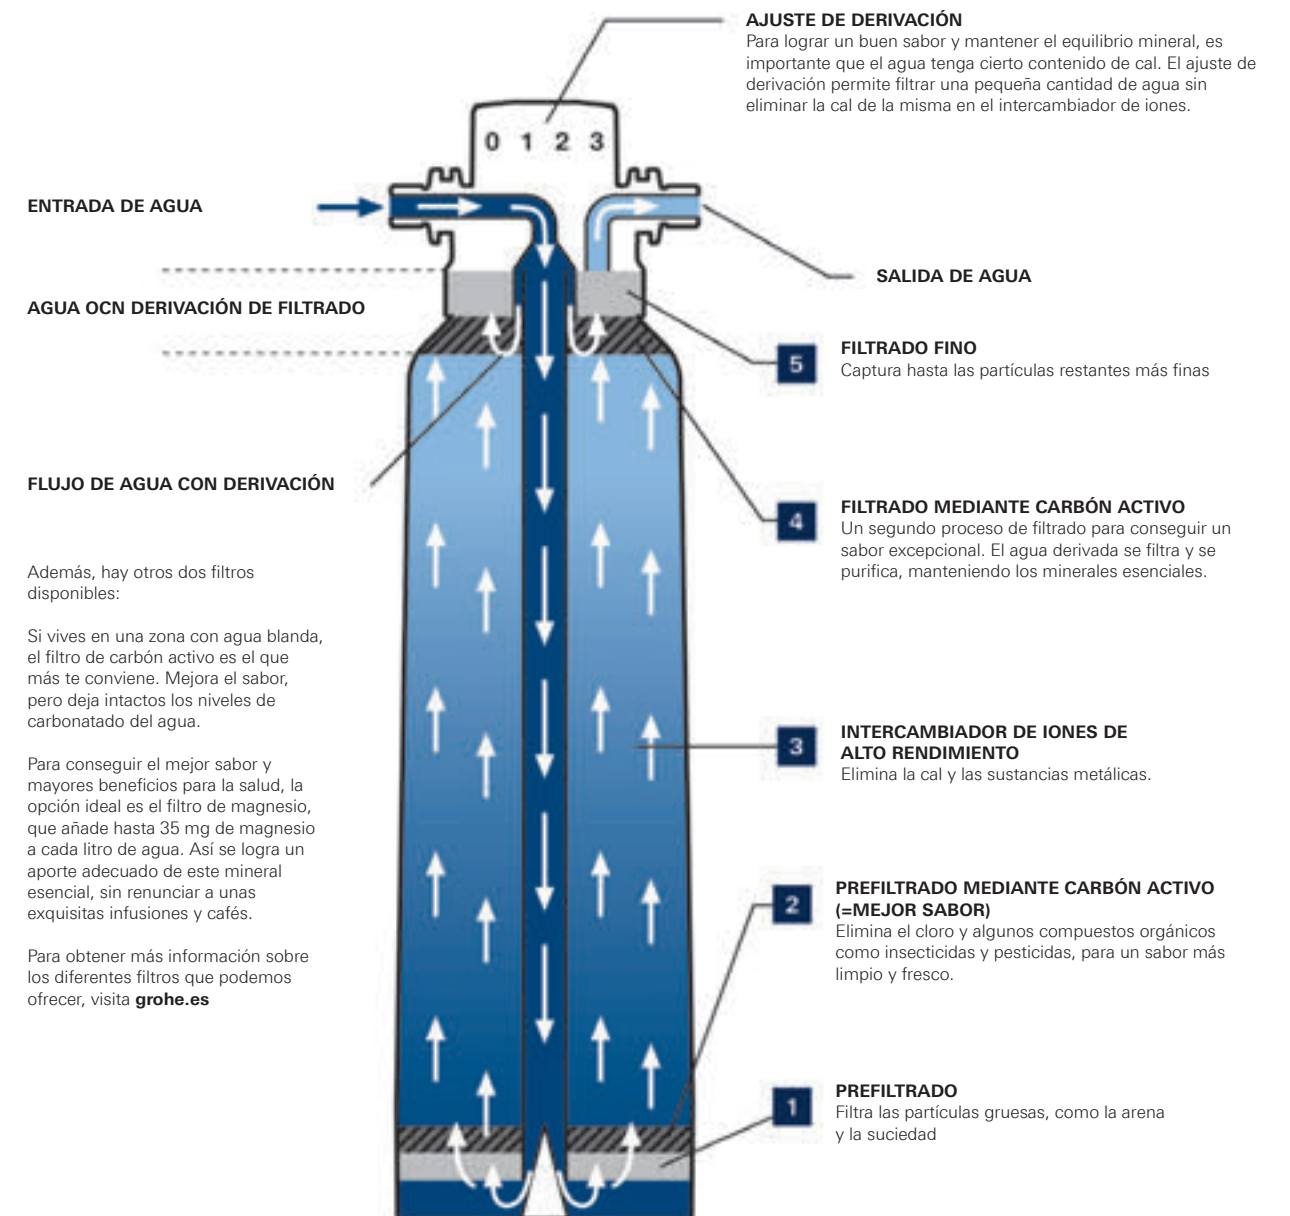 AJUSTE DE DERIVACIÓN
Para lograr un buen sabor y mantener el equilibrio mineral, es
importante que el agua tenga cierto contenido de cal. El ajuste de
derivación permite filtrar una pequeña cantidad de agua sin
eliminar la cal de la misma en el intercambiador de iones.
0 1 2 3
ENTRADA DE AGUA
SALIDA DE AGUA
AGUA OCN DERIVACIÓN DE FILTRADO
5
FILTRADO FINO
Captura hasta las partículas restantes más finas
FLUJO DE AGUA CON DERIVACIÓN
4
FILTRADO MEDIANTE CARBÓN ACTIVO
Un segundo proceso de filtrado para conseguir un
sabor excepcional. El agua derivada se filtra y se
purifica, manteniendo los minerales esenciales.
Además, hay otros dos filtros
disponibles:
Si vives en una zona con agua blanda,
el filtro de carbón activo es el que
más te conviene. Mejora el sabor,
pero deja intactos los niveles de
carbonatado del agua.
Para conseguir el mejor sabor y
mayores beneficios para la salud, la
opción ideal es el filtro de magnesio,
que añade hasta 35 mg de magnesio
a cada litro de agua. Así se logra un
aporte adecuado de este mineral
esencial, sin renunciar a unas
exquisitas infusiones y cafés.
Para obtener más información sobre
los diferentes filtros que podemos
ofrecer, visita grohe.es
3
INTERCAMBIADOR DE IONES DE
ALTO RENDIMIENTO
Elimina la cal y las sustancias metálicas.
2
PREFILTRADO MEDIANTE CARBÓN ACTIVO
(=MEJOR SABOR)
Elimina el cloro y algunos compuestos orgánicos
como insecticidas y pesticidas, para un sabor más
limpio y fresco.
1
PREFILTRADO
Filtra las partículas gruesas, como la arena
y la suciedad